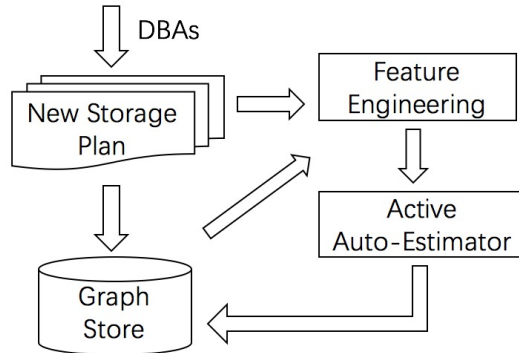 DBAs
New Storage
Plan
Feature
Engineering
Active
Auto-Estimator
Graph
Store